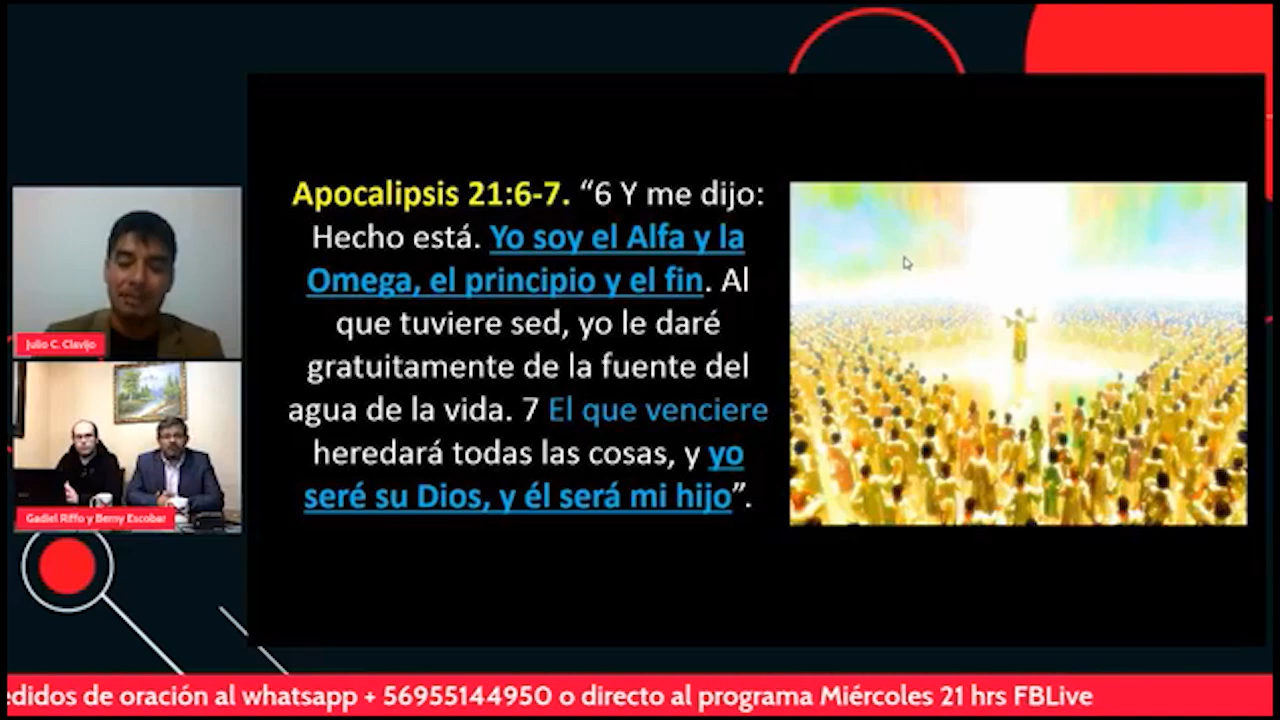 Apocalipsis 21:6-7. “6 Y me dijo:
Hecho está. Yo soy el Alfa y la
Omega, el principio y el fin. Al
que tuviere sed, yo le daré
gratuitamente de la fuente del
agua de la vida. 7 El que venciere
heredará todas las cosas, y yo
seré su Dios, y él será mi hijo”.
Julio C. Clavijo
Gadiel Riffo y Berny Escobar
edidos de oración al whatsapp + 56955144950 o directo al programa Miércoles 21 hrs FBLive